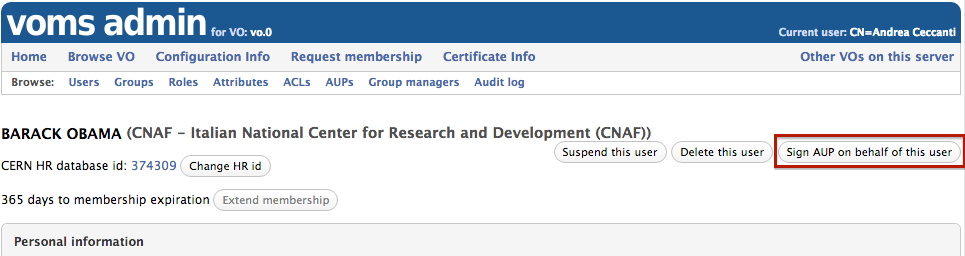 voms admin for VO: vo.0
Current user: CN=Andrea Ceccanti
Home Browse VO Configuration Info Request membership Certificate Info Other VOs on this server
Browse: Users Groups Roles Attributes ACLs AUPs Group managers Audit log
BARACK OBAMA (CNAF - Italian National Center for Research and Development (CNAF))
Suspend this user Delete this user Sign AUP on behalf of this user
CERN HR database id: 374309 Change HR id
365 days to membership expiration Extend membership
Personal information